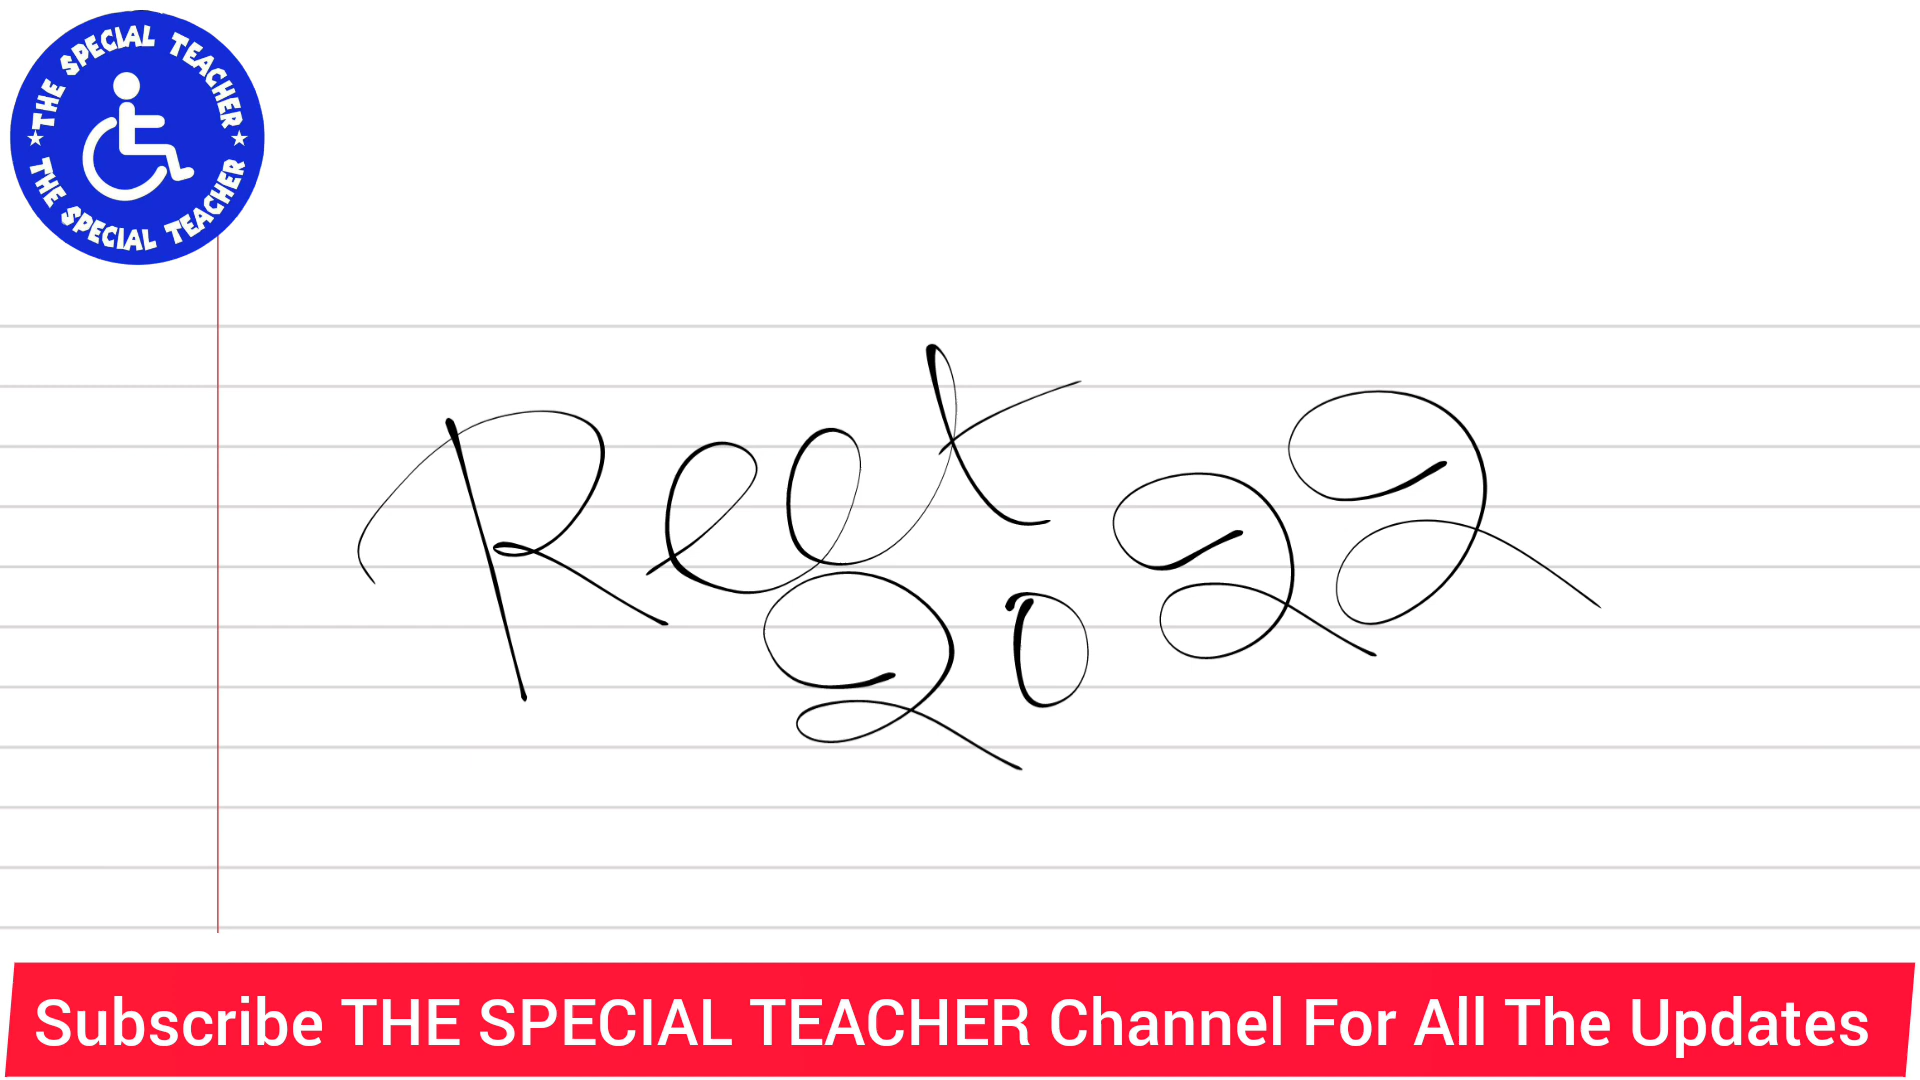 THE SPECIAL TEACHER
THE SPECIAL TEACHER
Reet
2022
Subscribe THE SPECIAL TEACHER Channel For All The Updates